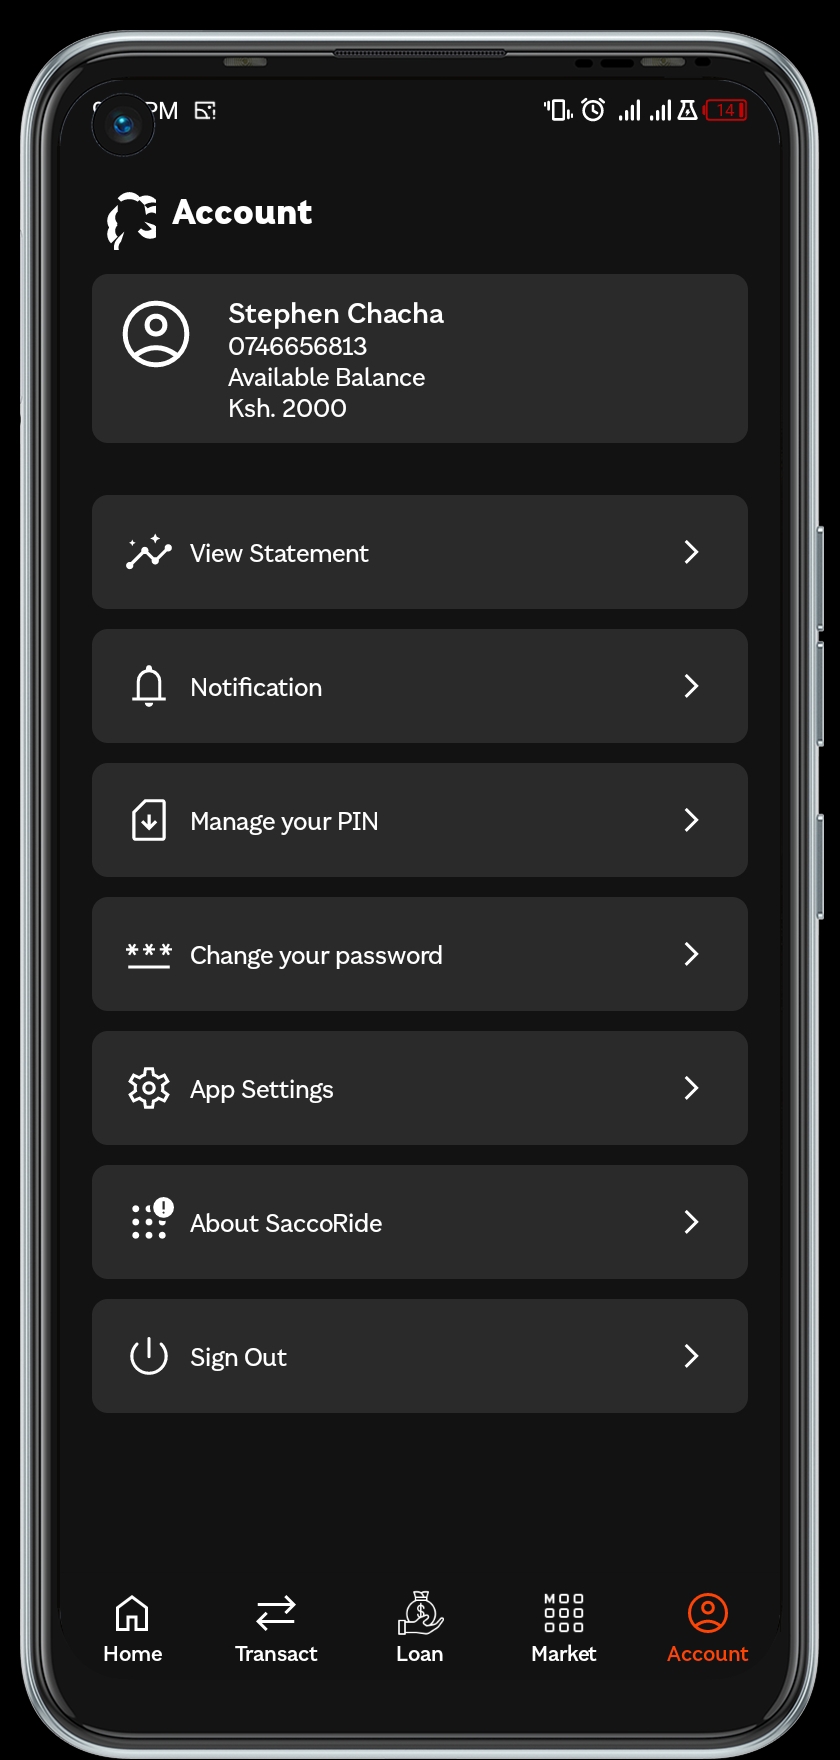 PM
14
Account
Stephen Chacha
0746656813
Available Balance
Ksh. 2000
View Statement
Notification
Manage your PIN
*** Change your password
App Settings
About SaccoRide
Sign Out
Home Transact Loan Market Account